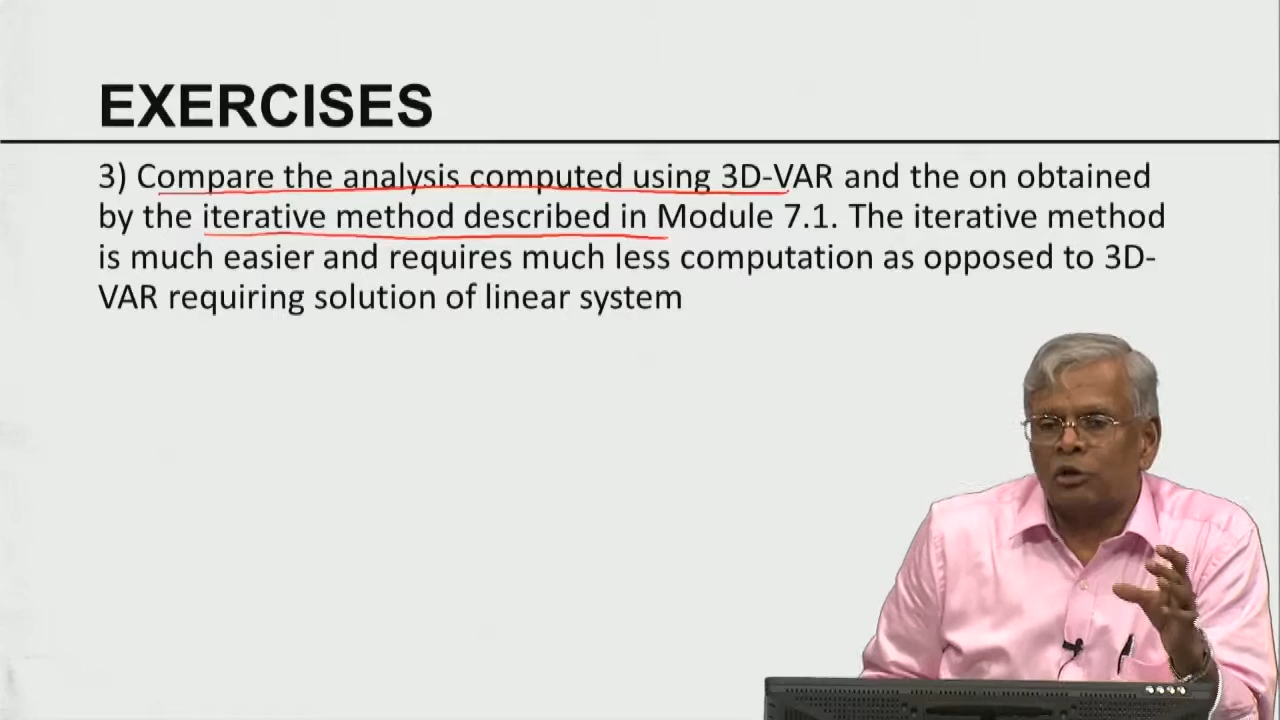 EXERCISES
3) Compare the analysis computed using 3D-VAR and the on obtained
by the iterative method described in Module 7.1. The iterative method
is much easier and requires much less computation as opposed to 3D-
VAR requiring solution of linear system